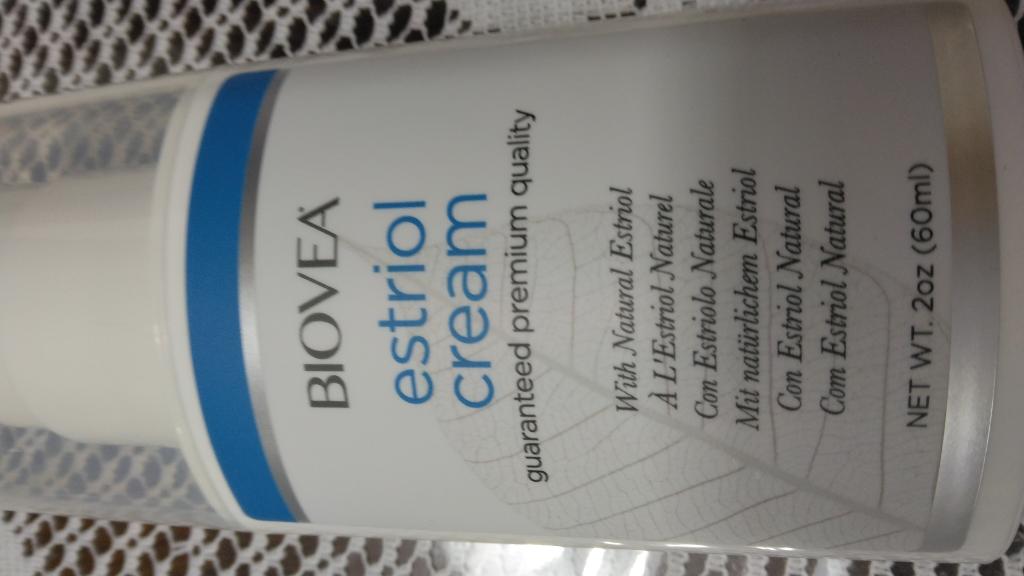 BIOVEA
estriol
cream
guaranteed premium quality
With Natural Estriol
À L'Estriol Naturel
Con Estriolo Naturale
Mit natürlichem Estriol
Con Estriol Natural
Com Estriol Natural
NET WT. 2oz (60ml)